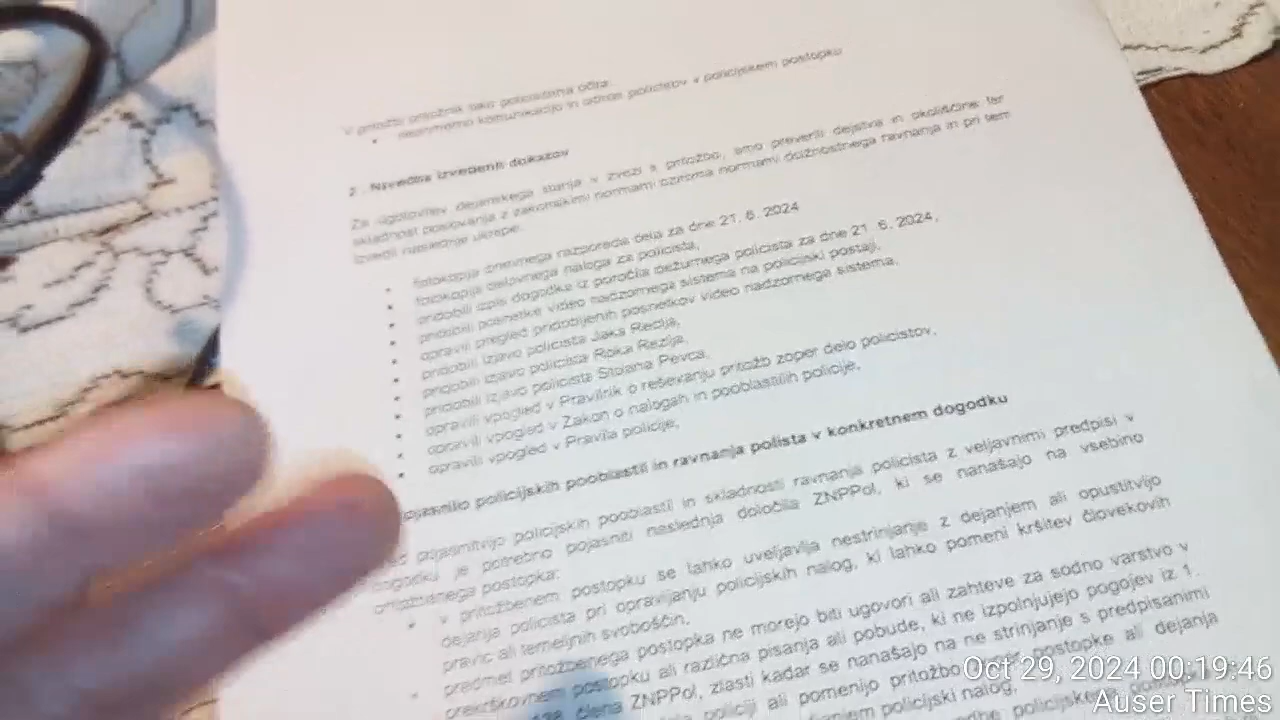 V pritožbi pritožnik tako policistoma očita:
• neprimerno komunikacijo in odnos policistov v policijskem postopku
2. Navedba izvedenih dokazov
Za ugotovitev dejanskega stanja v zvezi s pritožbo, smo preverili dejstva in okoliščine ter
skladnost poslovanja z zakonskimi normami oziroma normami dolžnostnega ravnanja in pri tem
izvedli naslednje ukrepe:
• fotokopija dnevnega razporeda dela za dne 21. 6. 2024
• fotokopija delovnega naloga za policista,
• pridobili izpis dogodka iz poročila dežurnega policista za dne 21. 6. 2024,
• pridobili posnetke video nadzornega sistema na policijski postaji,
• opravili pregled pridobljenih posnetkov video nadzornega sistema,
• pridobili izjavo policista Jaka Rezija,
• pridobili izjavo policista Roka Rezija,
• pridobili izjavo policista Stojana Pevca,
• opravili vpogled v Pravilnik o reševanju pritožb zoper delo policistov,
• opravili vpogled v Zakon o nalogah in pooblastilih policije,
• opravili vpogled v Pravila policije,
policijskih pooblastil in ravnanja polista v konkretnem dogodku
pojasnitvijo policijskih pooblastil in skladnosti ravnanja policista z veljavnimi predpisi v
dogodku je potrebno pojasniti naslednja določila ZNPPol, ki se nanašajo na vsebino
pritožbenega postopka:
• v pritožbenem postopku se lahko uveljavlja nestrinjanje z dejanjem ali opustitvijo
dejanja policista pri opravljanju policijskih nalog, ki lahko pomeni kršitev človekovih
pravic ali temeljnih svoboščin,
• predmet pritožbenega postopka ne morejo biti ugovori ali zahteve za sodno varstvo v
prekrškovnem postopku ali različna pisanja ali pobude, ki ne izpolnjujejo pogojev iz 1.
člena ZNPPol, zlasti kadar se nanašajo na ne strinjanje s predpisanimi
policiji ali pomenijo pritožbo zoper postopke ali dejanja
policijskih nalog,
Oct 29, 2024 00:19:46
Auser Times